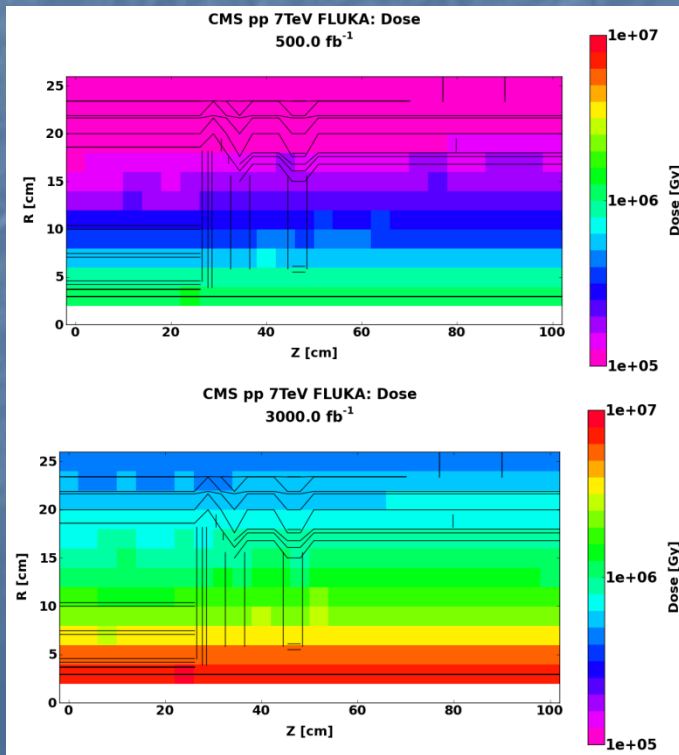 CMS pp 7TeV FLUKA: Dose
500.0 fb⁻¹
1e+07
25
20
15
R [cm]
10
5
0
1e+06
Dose [Gy]
1e+05
0 20 40 60 80 100
Z [cm]
CMS pp 7TeV FLUKA: Dose
3000.0 fb⁻¹
1e+07
25
20
15
R [cm]
10
5
0
1e+06
Dose [Gy]
1e+05
0 20 40 60 80 100
Z [cm]